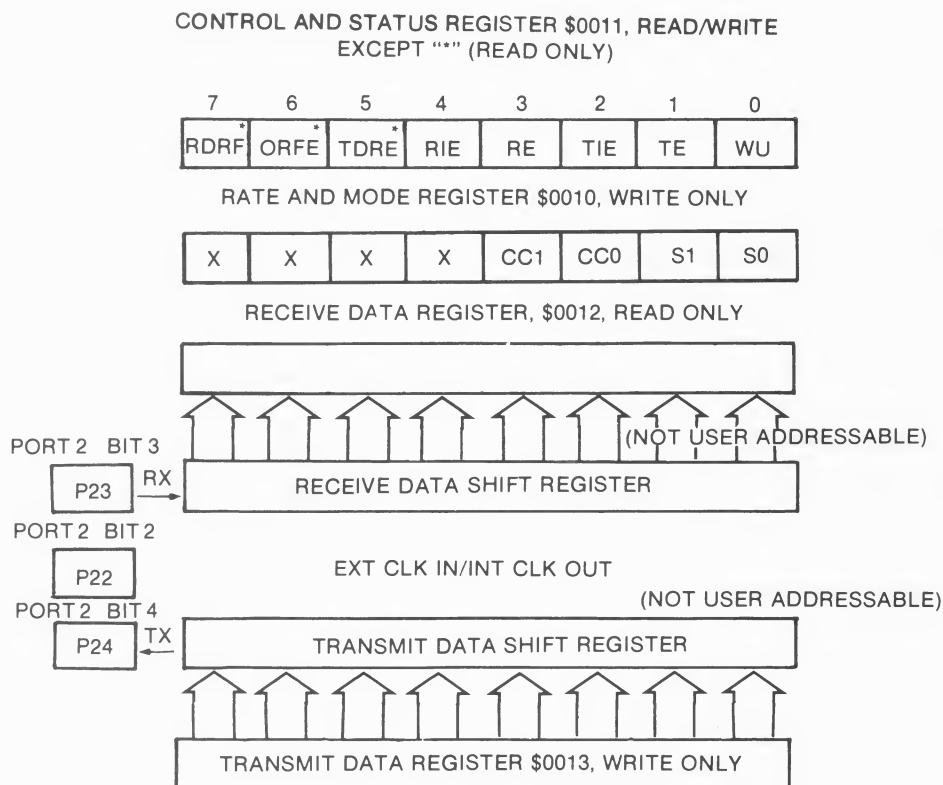 CONTROL AND STATUS REGISTER $0011, READ/WRITE
EXCEPT "*" (READ ONLY)
7 6 5 4 3 2 1 0
RDRF* ORFE* TDRE* RIE RE TIE TE WU
RATE AND MODE REGISTER $0010, WRITE ONLY
X X X X CC1 CC0 S1 S0
RECEIVE DATA REGISTER, $0012, READ ONLY
(NOT USER ADDRESSABLE)
PORT 2 BIT 3
P23 RX RECEIVE DATA SHIFT REGISTER
PORT 2 BIT 2
P22 EXT CLK IN/INT CLK OUT
(NOT USER ADDRESSABLE)
PORT 2 BIT 4
P24 TX TRANSMIT DATA SHIFT REGISTER
TRANSMIT DATA REGISTER $0013, WRITE ONLY